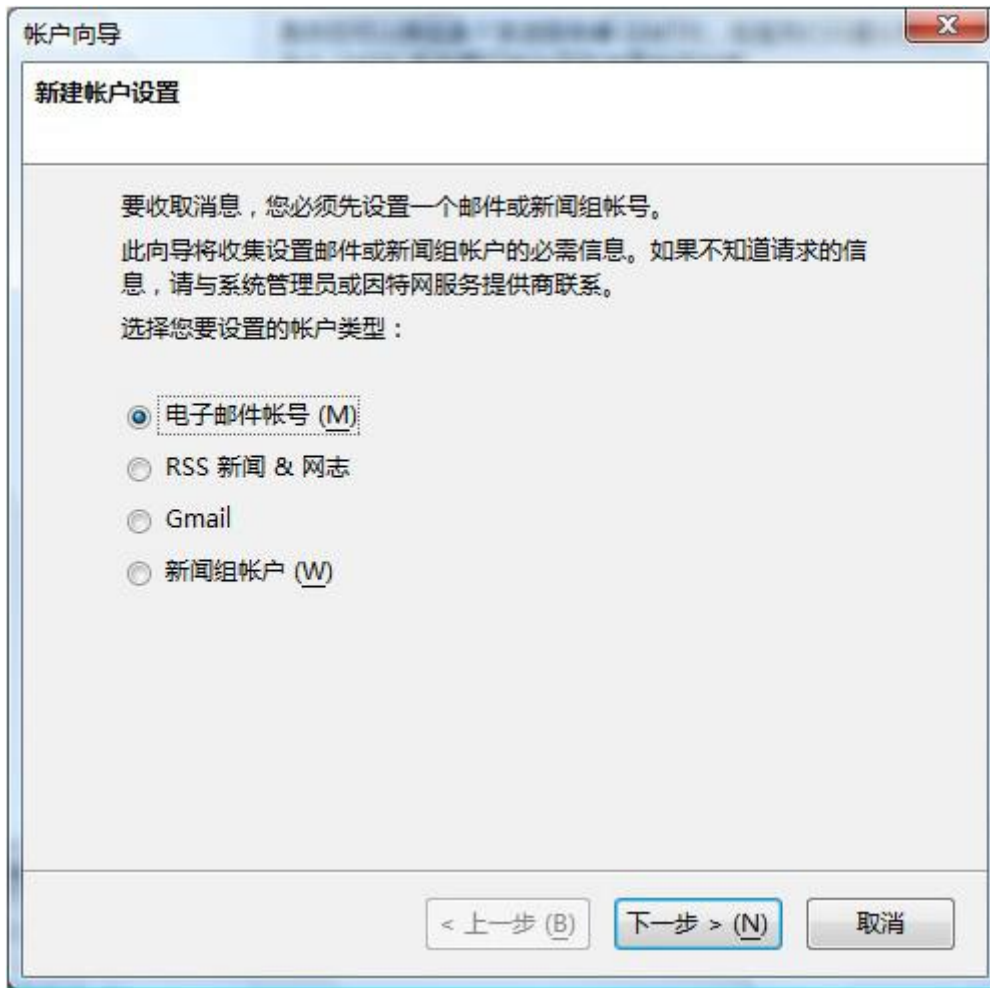 帐户向导
新建帐户设置
要收取消息，您必须先设置一个邮件或新闻组帐号。
此向导将收集设置邮件或新闻组帐户的必需信息。如果不知道请求的信
息，请与系统管理员或因特网服务提供商联系。
选择您要设置的帐户类型：
电子邮件帐号 (M)
RSS 新闻 & 网志
Gmail
新闻组帐户 (W)
< 上一步 (B)
下一步 > (N)
取消